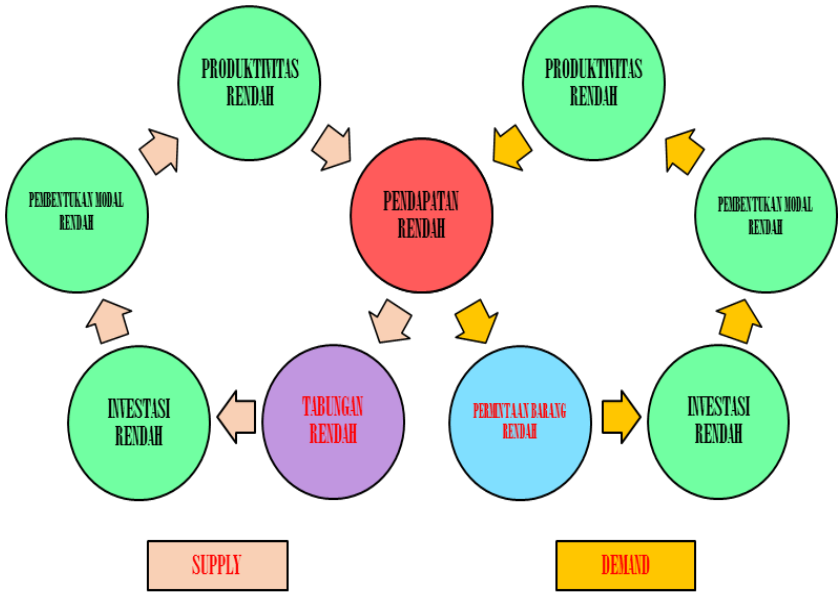 PRODUKTIVITAS
RENDAH
PRODUKTIVITAS
RENDAH
PEMBENTUKAN MODAL
RENDAH
PENDAPATAN
RENDAH
PEMBENTUKAN MODAL
RENDAH
INVESTASI
RENDAH
TABUNGAN
RENDAH
PERMINTAAN BARANG
RENDAH
INVESTASI
RENDAH
SUPPLY
DEMAND